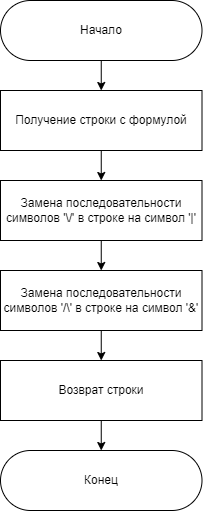 Начало
Получение строки с формулой
Замена последовательности
символов '\/' в строке на символ '|'
Замена последовательности
символов '/\' в строке на символ '&'
Возврат строки
Конец